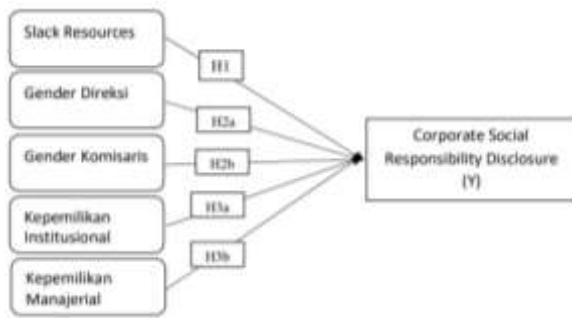 Slack Resources
H1
Gender Direksi
H2a
Gender Komisaris
H2b
Corporate Social
Responsibility Disclosure
(Y)
Kepemilikan
Institusional
H3a
Kepemilikan
Manajerial
H3b